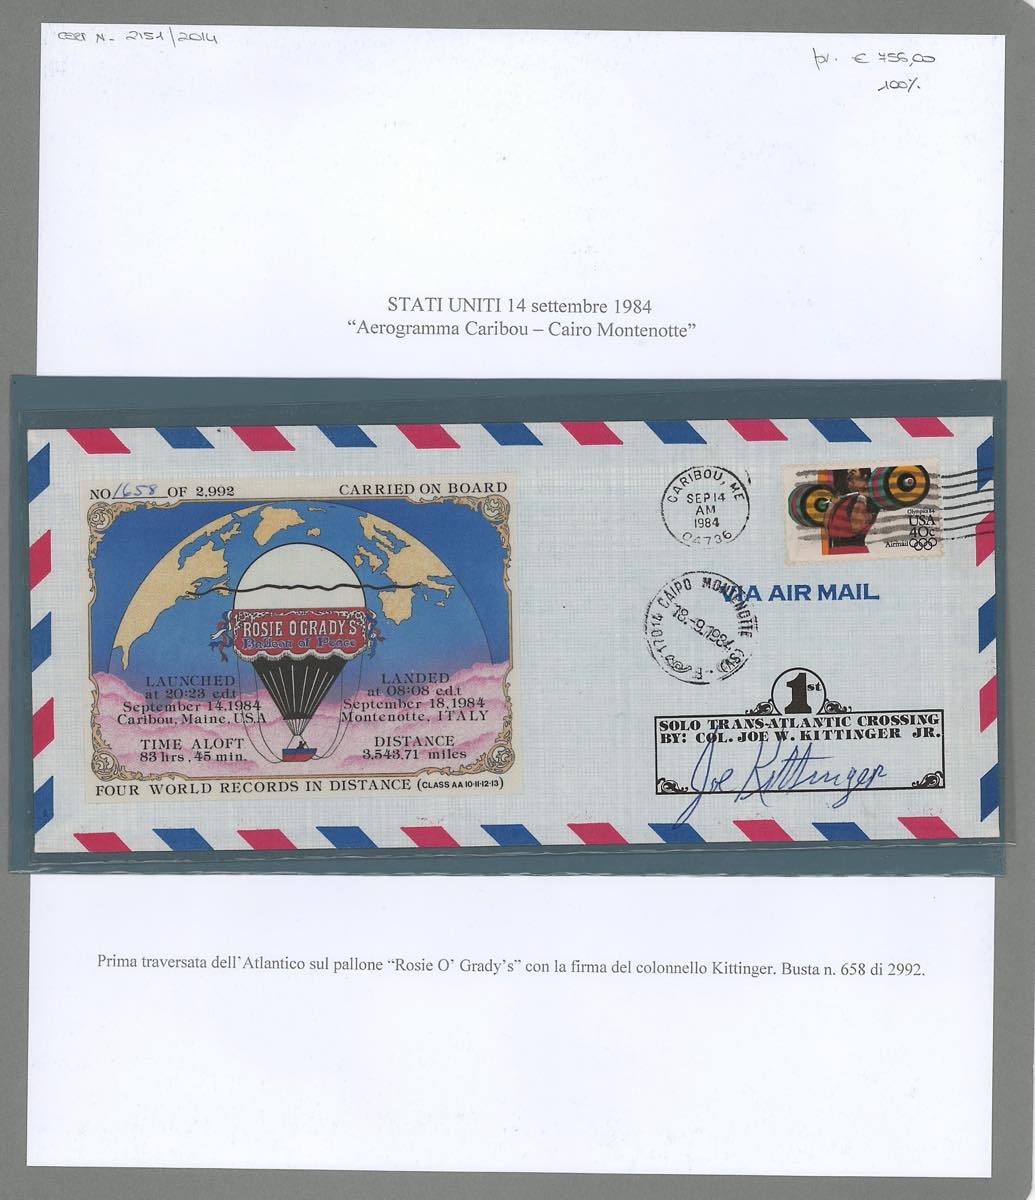 CERT N- 2151/2014
€ 756,00
100%
STATI UNITI 14 settembre 1984
“Aerogramma Caribou – Cairo Montenotte”
NO 1658 OF 2,992 CARRIED ON BOARD
ROSIE O'GRADY'S
Balloon of Peace
LAUNCHED
at 20:23 e.d.t
September 14,1984
Caribou, Maine, U.S.A
TIME ALOFT
83 hrs , 45 min.
LANDED
at 08:08 e.d.t
September 18,1984
Montenotte, ITALY
DISTANCE
3,543,71 miles
FOUR WORLD RECORDS IN DISTANCE (CLASS AA 10-11-12-13)
CARIBOU, ME
SEP 14
AM
1984
04736
Olympics 84
USA
40c
Airmail
VIA AIR MAIL
17014 CAIRO MONTENOTTE (SV)
18.-9.1984
1st
SOLO TRANS-ATLANTIC CROSSING
BY: COL. JOE W. KITTINGER JR.
Joe Kittinger
Prima traversata dell’Atlantico sul pallone “Rosie O’ Grady’s” con la firma del colonnello Kittinger. Busta n. 658 di 2992.